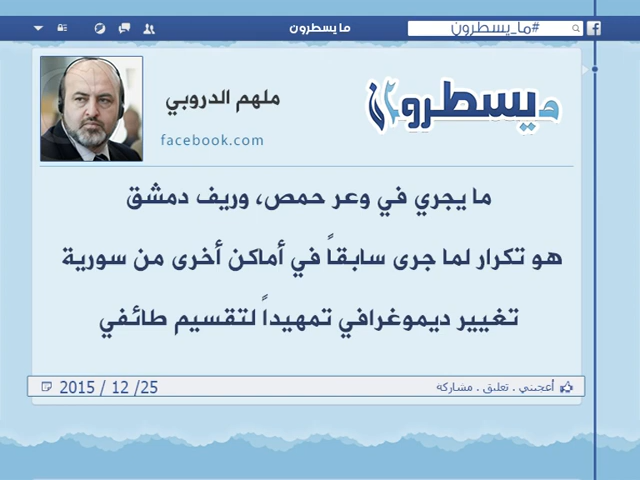 ما يسطرون
#ما_يسطرون
ما يسطرون
ملهم الدروبي
facebook.com
ما يجري في وعر حمص، وريف دمشق
هو تكرار لما جرى سابقاً في أماكن أخرى من سورية
تغيير ديموغرافي تمهيداً لتقسيم طائفي
أعجبني . تعليق . مشاركة
2015 / 12 /25